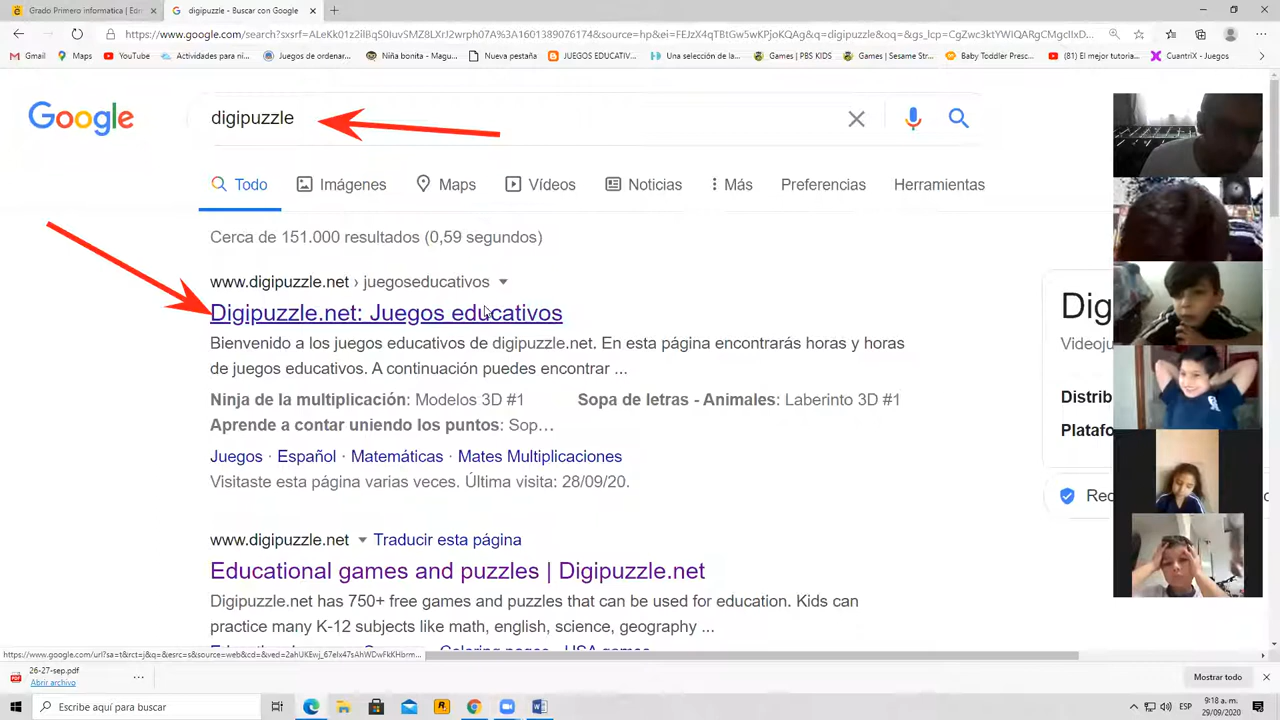 Grado Primero informatica | Edm
digipuzzle - Buscar con Google
https://www.google.com/search?
source=hp&
q=digipuzzle&oq=&
Gmail
Maps
YouTube
Actividades para ni...
Juegos de ordenar...
Niña bonita - Magu...
Nueva pestaña
JUEGOS EDUCATIV...
Una selección de la...
Games | PBS KIDS
Games | Sesame Str...
Baby Toddler Presc...
(81) El mejor tutoria...
CuantriX - Juegos
Google
digipuzzle
Todo
Imágenes
Maps
Vídeos
Noticias
Más
Preferencias
Herramientas
Cerca de 151.000 resultados (0,59 segundos)
www.digipuzzle.net › juegoseducativos
Digipuzzle.net: Juegos educativos
Bienvenido a los juegos educativos de digipuzzle.net. En esta página encontrarás horas y horas
de juegos educativos. A continuación puedes encontrar ...
Ninja de la multiplicación: Modelos 3D #1
Sopa de letras - Animales: Laberinto 3D #1
Aprende a contar uniendo los puntos: Sop...
Juegos · Español · Matemáticas · Mates Multiplicaciones
Visitaste esta página varias veces. Última visita: 28/09/20.
www.digipuzzle.net
Traducir esta página
Educational games and puzzles | Digipuzzle.net
Digipuzzle.net has 750+ free games and puzzles that can be used for education. Kids can
practice many K-12 subjects like math, english, science, geography ...
Coloring pages · USA games
Dig
Videoju
Distrib
Platafo
Rec
26-27-sep.pdf
Abrir archivo
Mostrar todo
Escribe aquí para buscar
ESP
9:18 a. m.
29/09/2020